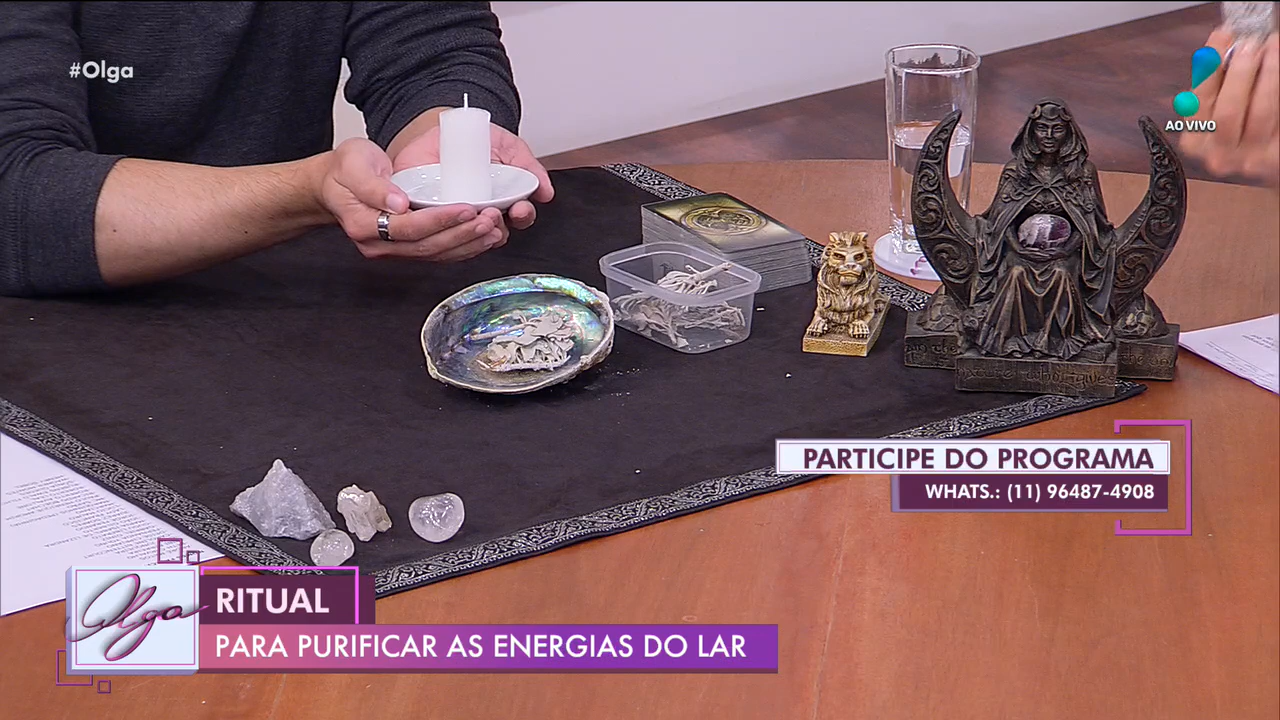 #Olga
AO VIVO
PARTICIPE DO PROGRAMA
WHATS.: (11) 96487-4908
Olga
RITUAL
PARA PURIFICAR AS ENERGIAS DO LAR